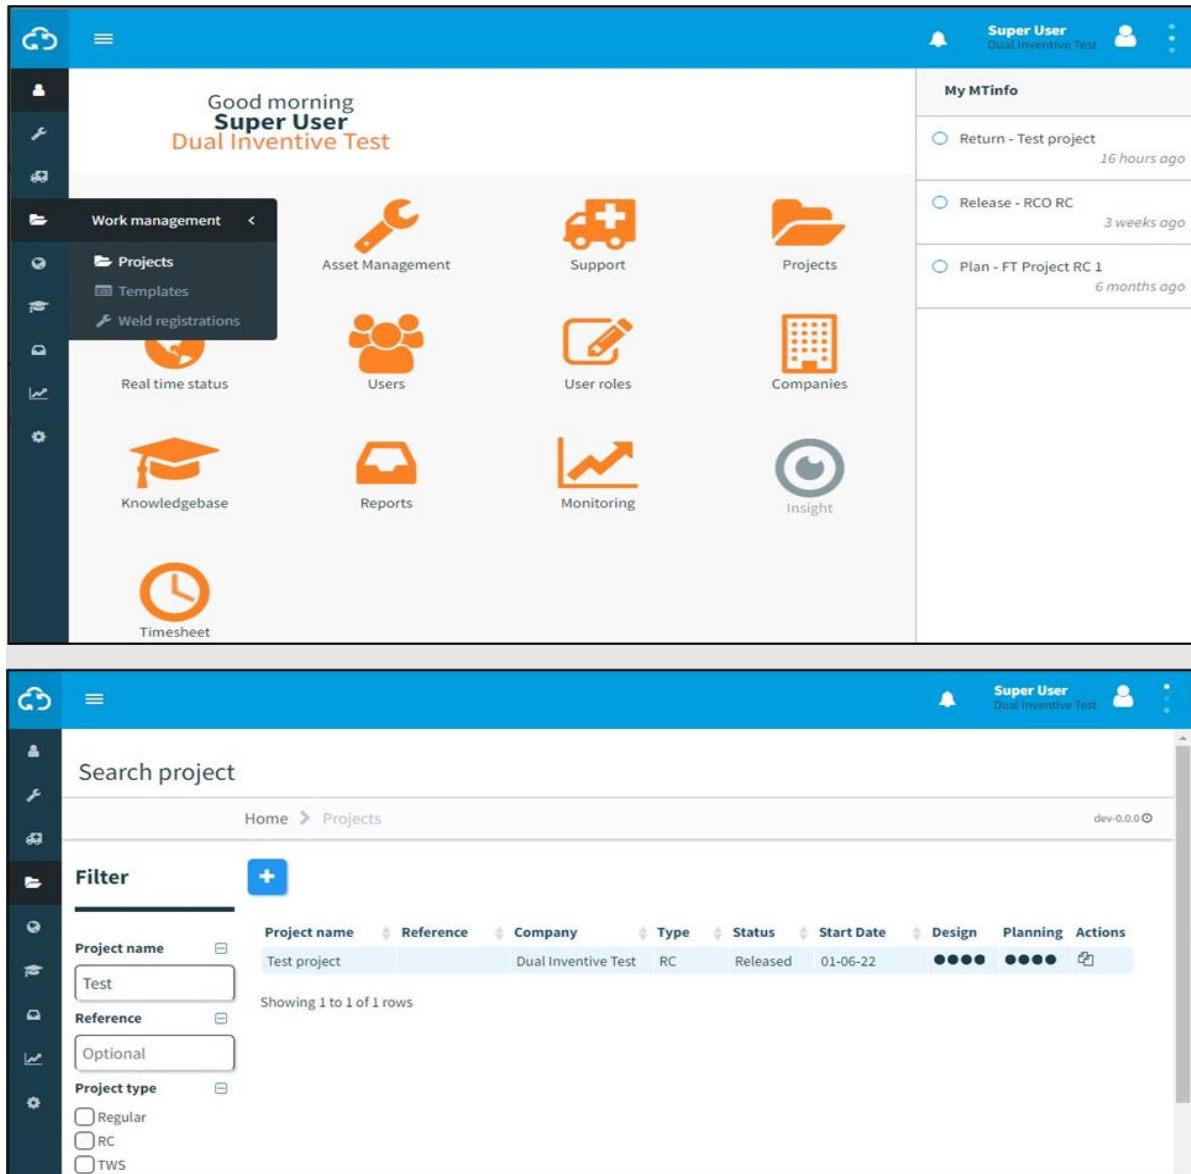 Super User
Dual Inventive Test
Good morning
Super User
Dual Inventive Test
My MTinfo
Return - Test project
16 hours ago
Release - RCO RC
3 weeks ago
Plan - FT Project RC 1
6 months ago
Work management <
Projects
Templates
Weld registrations
Asset Management
Support
Projects
Real time status
Users
User roles
Companies
Knowledgebase
Reports
Monitoring
Insight
Timesheet
Super User
Dual Inventive Test
Search project
Home > Projects
dev-0.0.0
Filter
Project name
Test
Reference
Optional
Project type
Regular
RC
TWS
Project name Reference Company Type Status Start Date Design Planning Actions
Test project Dual Inventive Test RC Released 01-06-22
Showing 1 to 1 of 1 rows